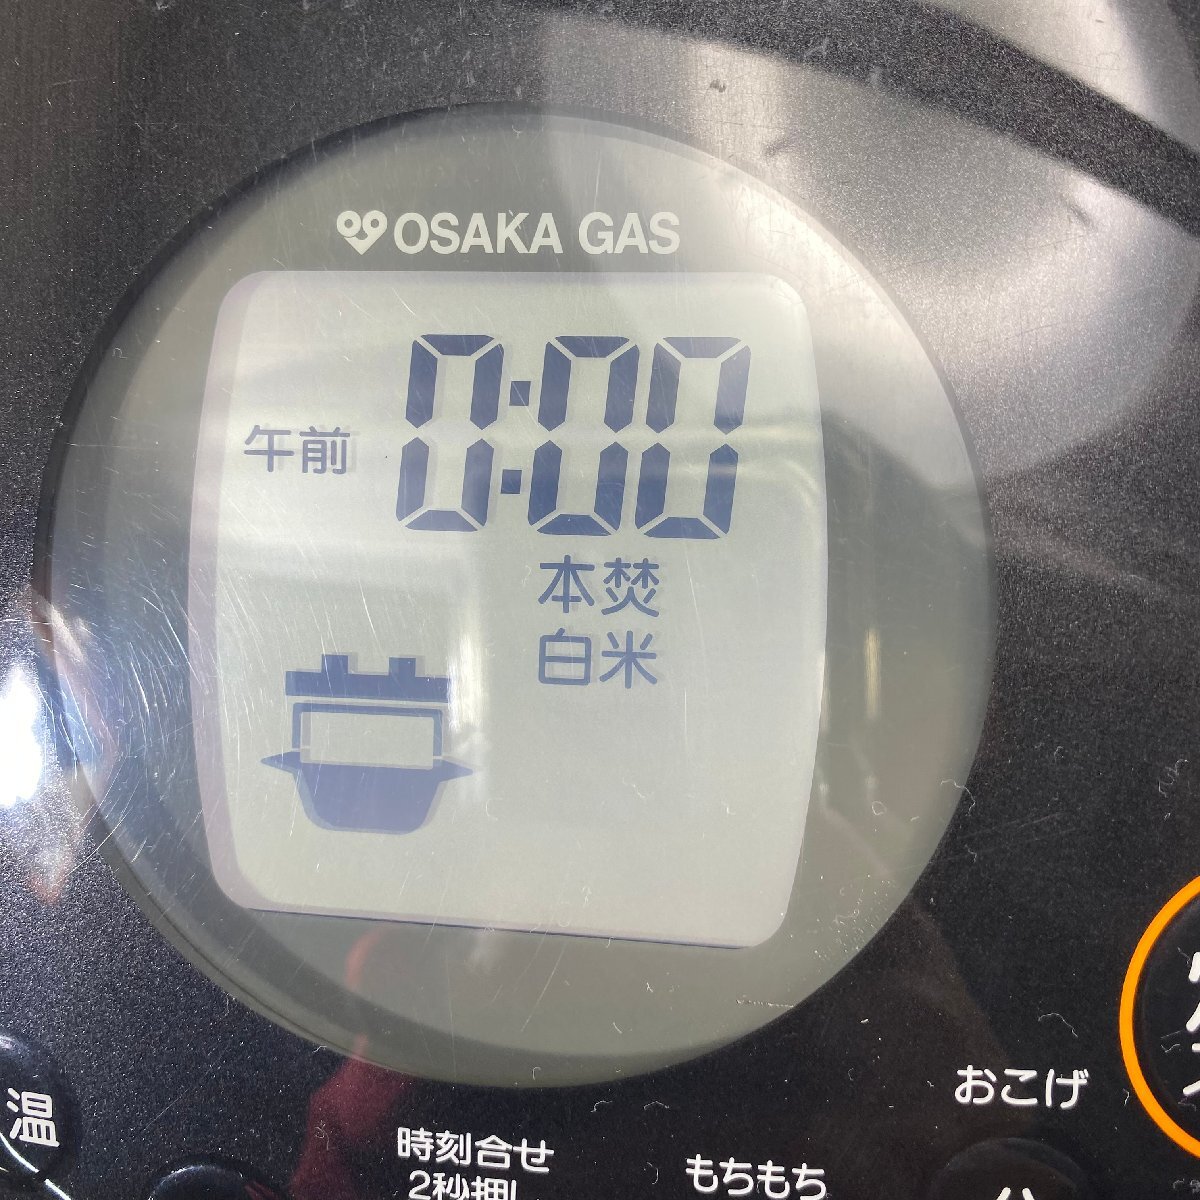 OSAKA GAS
午前 0:00
本焚
白米
おこげ
温
時刻合せ
もちもち
2秒押し